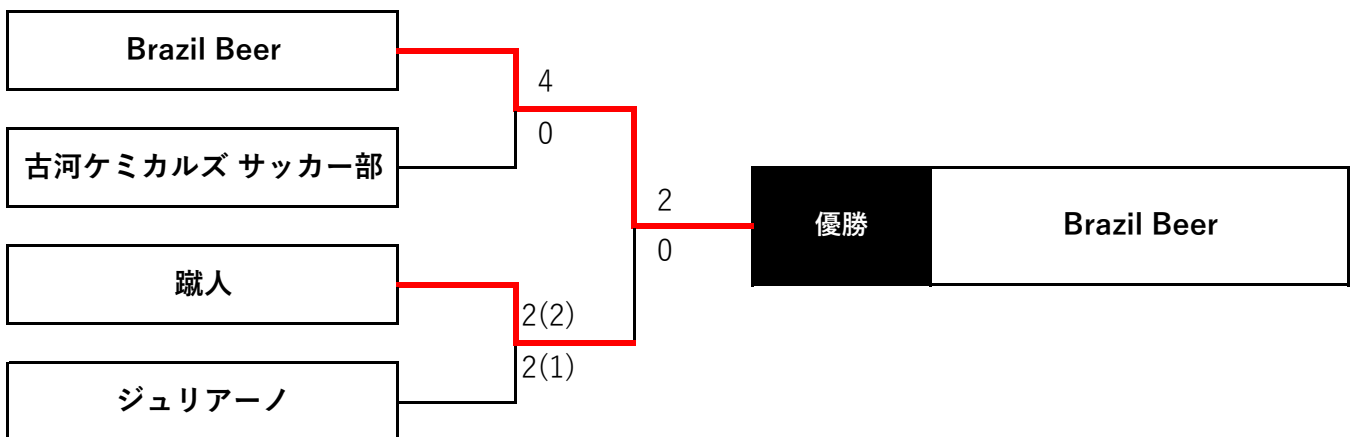 Brazil Beer
4
0
古河ケミカルズ サッカー部
2
0
優勝
Brazil Beer
蹴人
2(2)
2(1)
ジュリアーノ